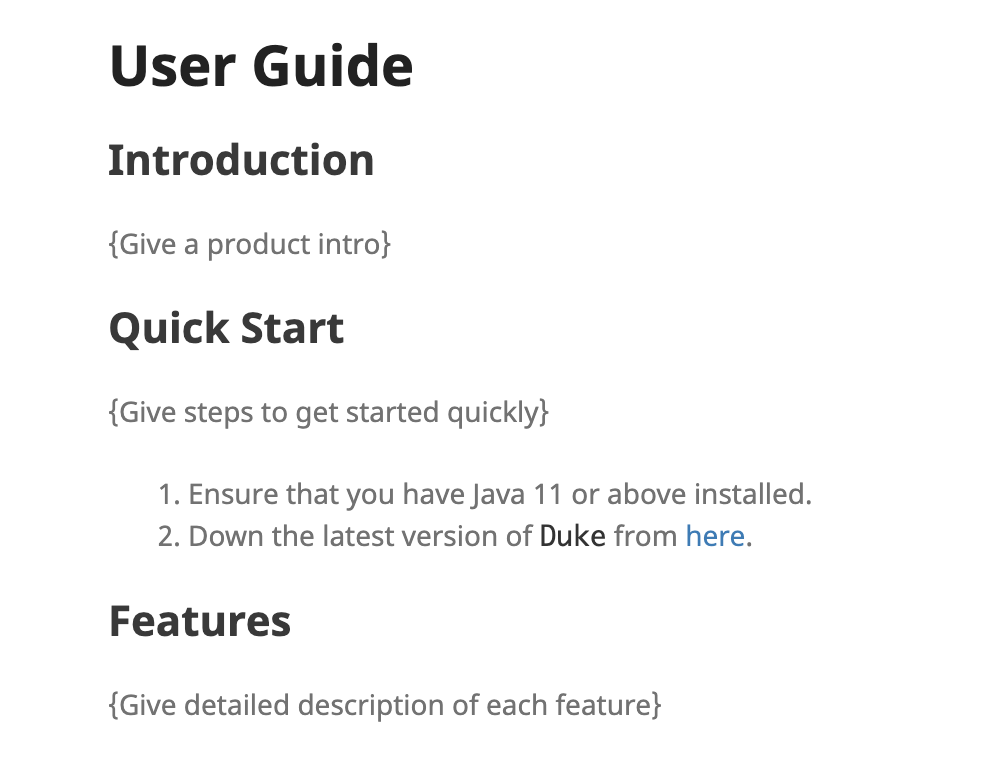 User Guide
Introduction
{Give a product intro}
Quick Start
{Give steps to get started quickly}
1. Ensure that you have Java 11 or above installed.
2. Down the latest version of Duke from here.
Features
{Give detailed description of each feature}